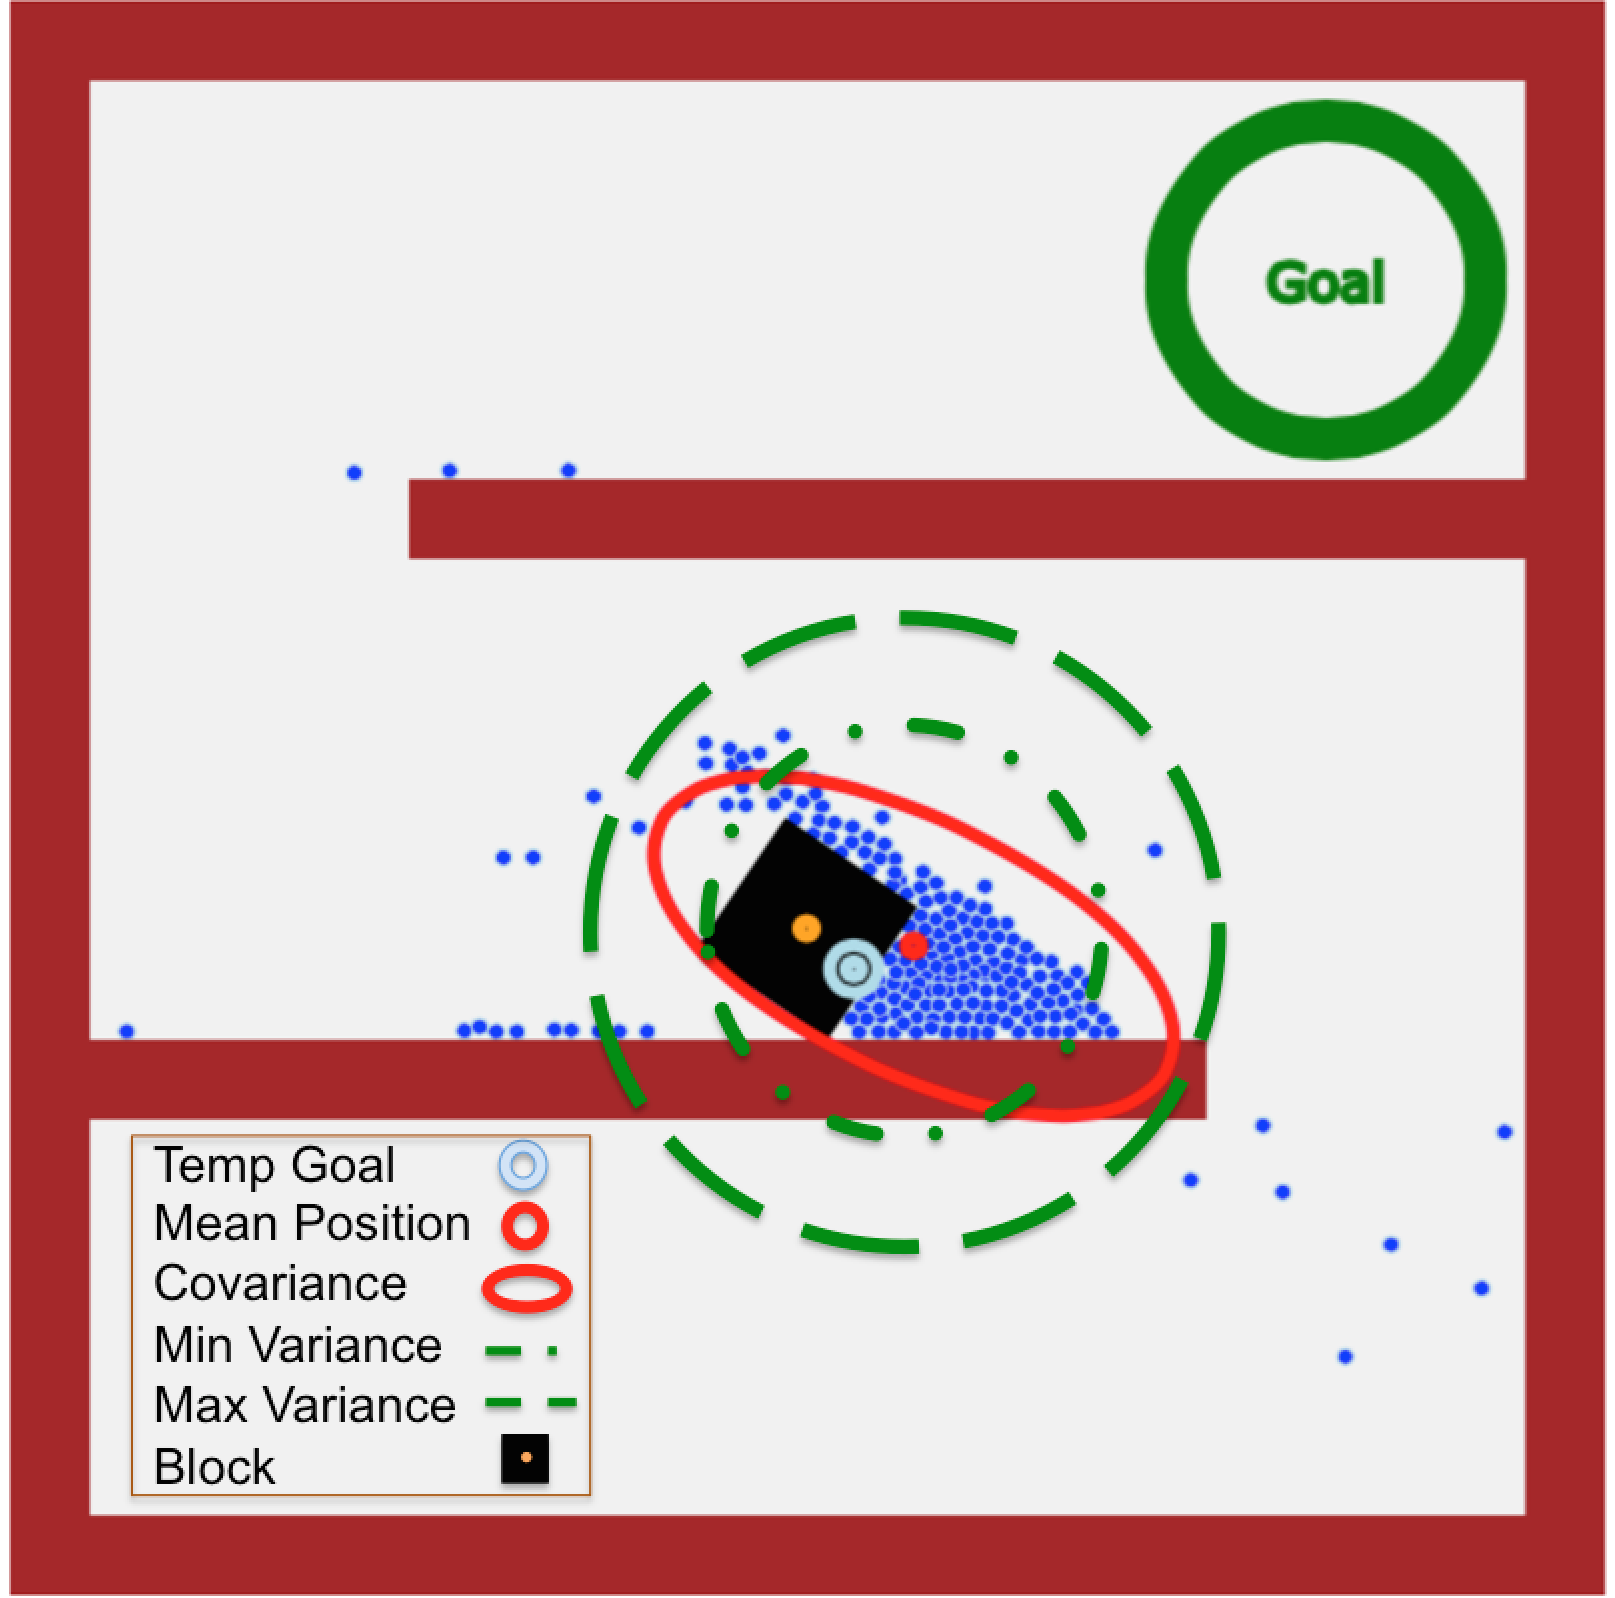 Goal
Temp Goal
Mean Position
Covariance
Min Variance
Max Variance
Block